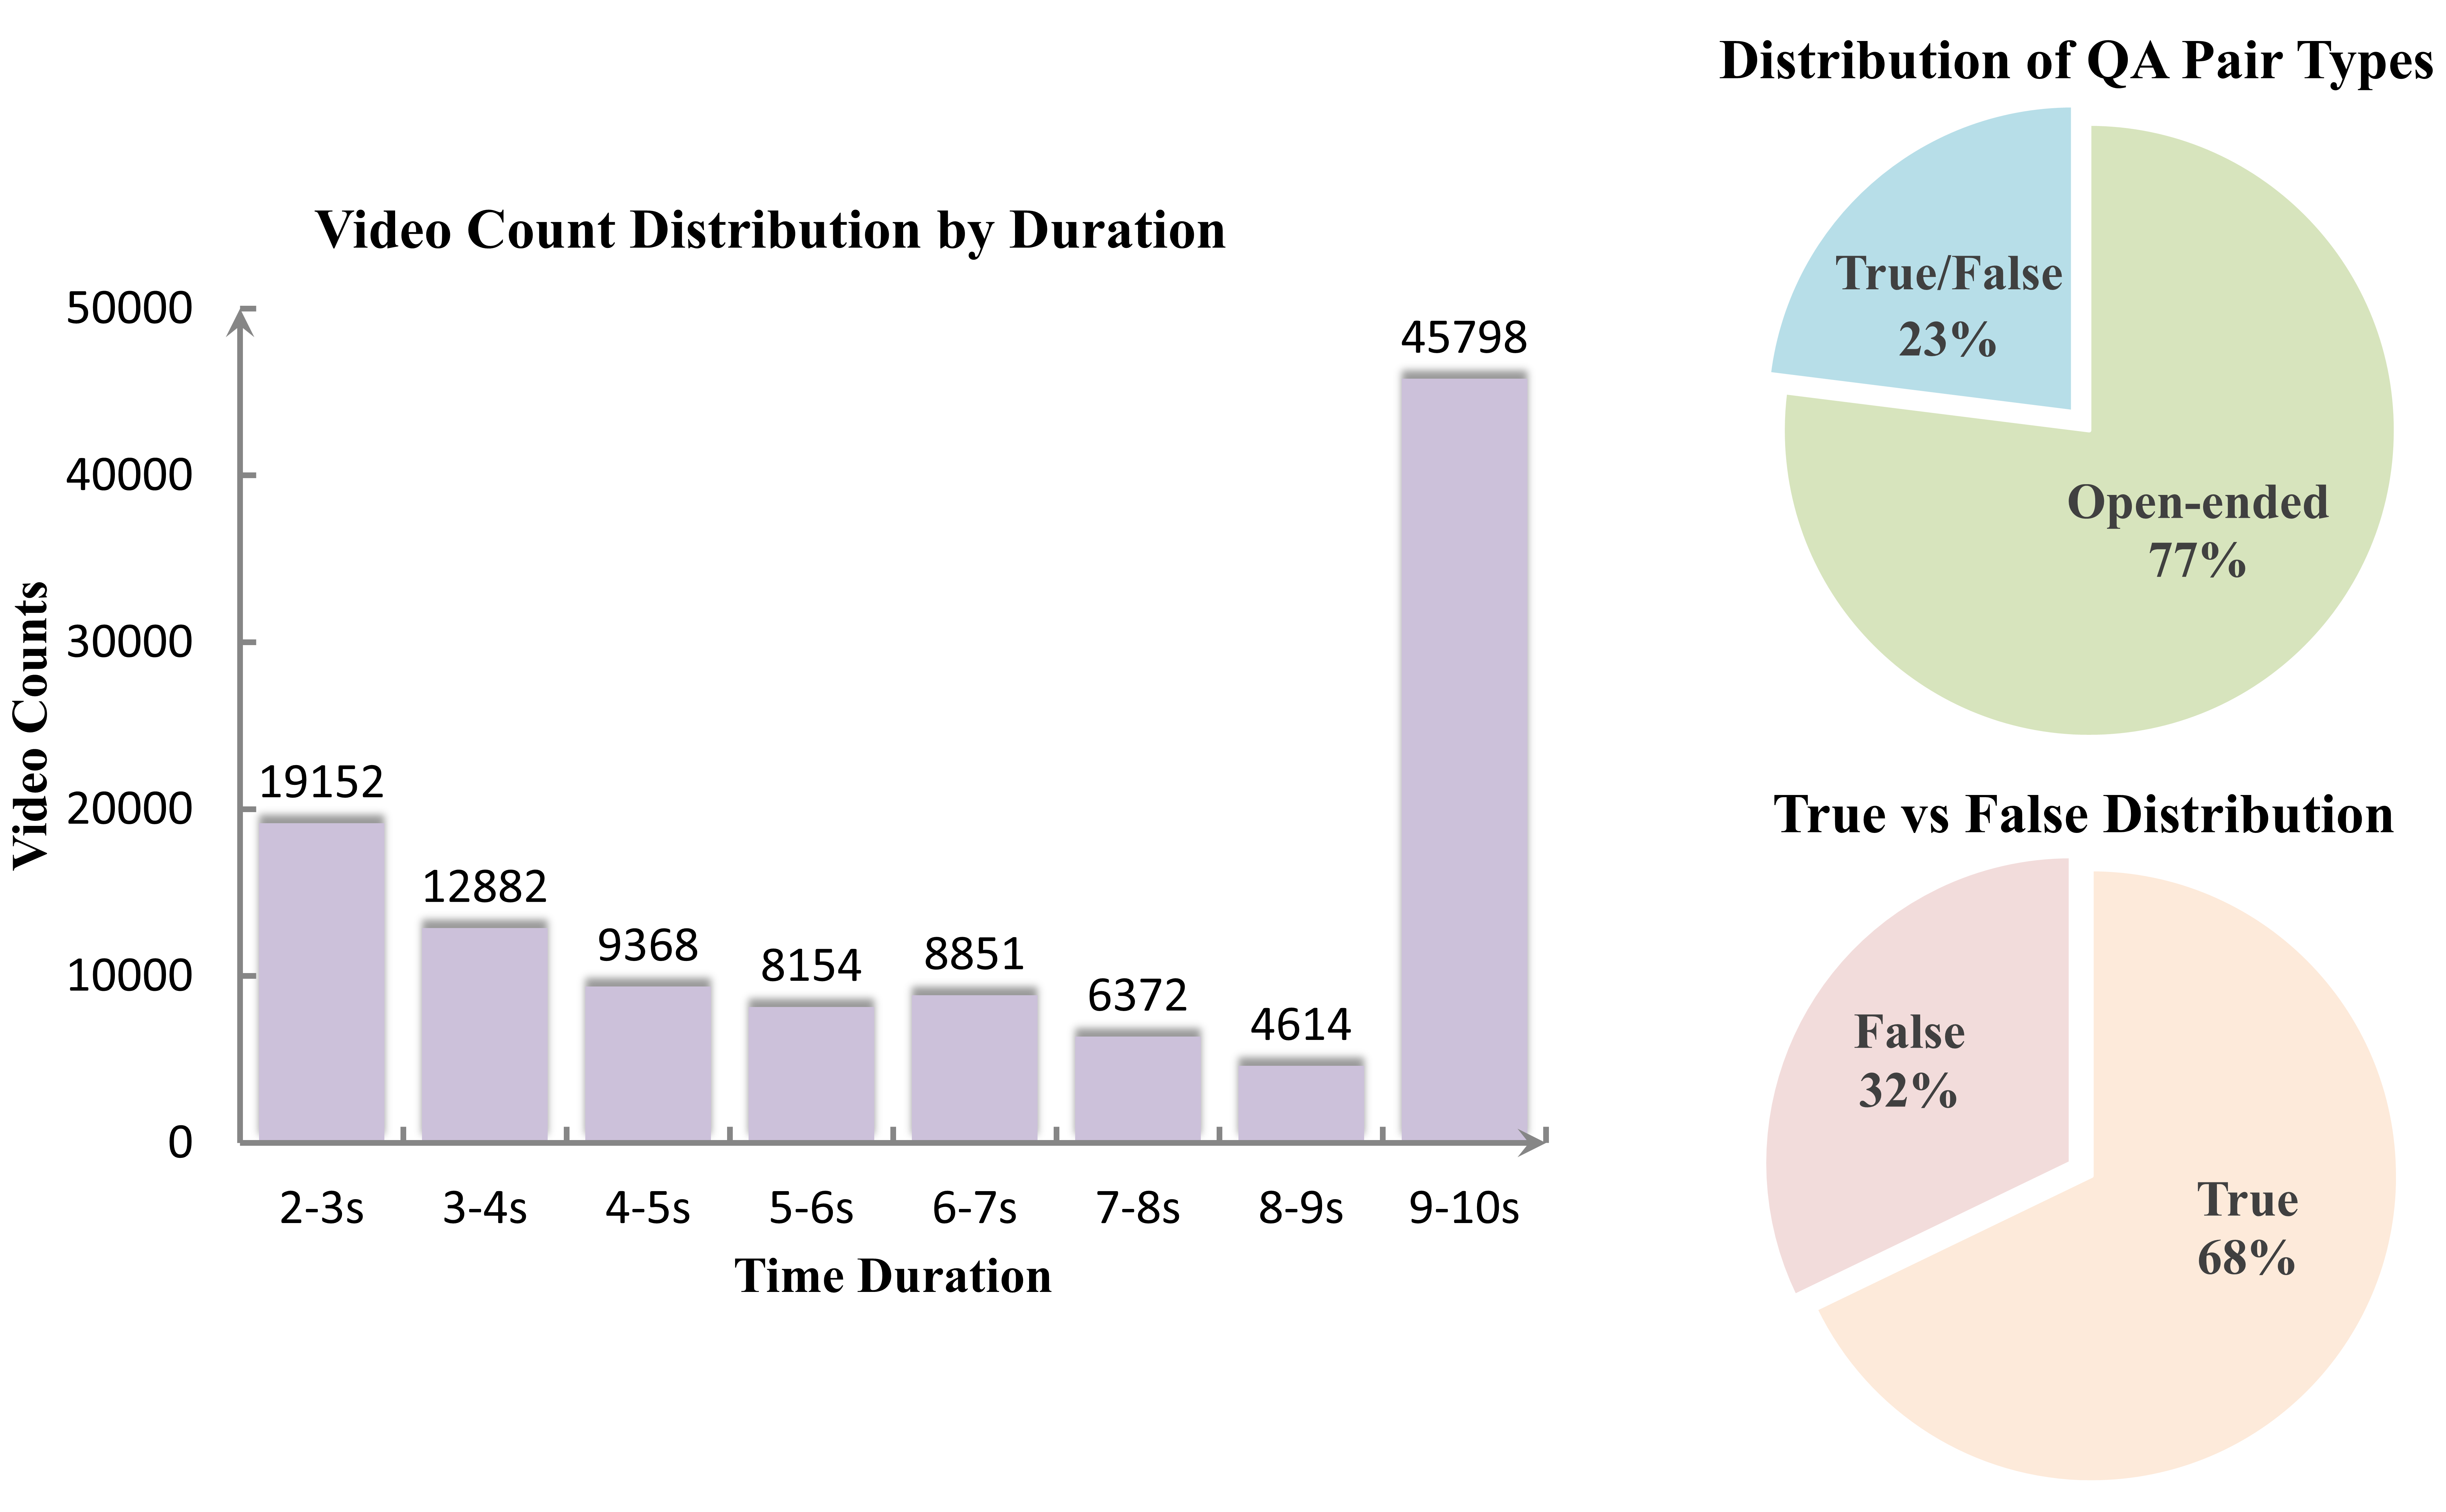 Video Count Distribution by Duration
Video Counts
50000
40000
30000
20000
10000
0
19152
12882
9368
8154
8851
6372
4614
45798
2-3s
3-4s
4-5s
5-6s
6-7s
7-8s
8-9s
9-10s
Time Duration
Distribution of QA Pair Types
True/False
23%
Open-ended
77%
True vs False Distribution
False
32%
True
68%